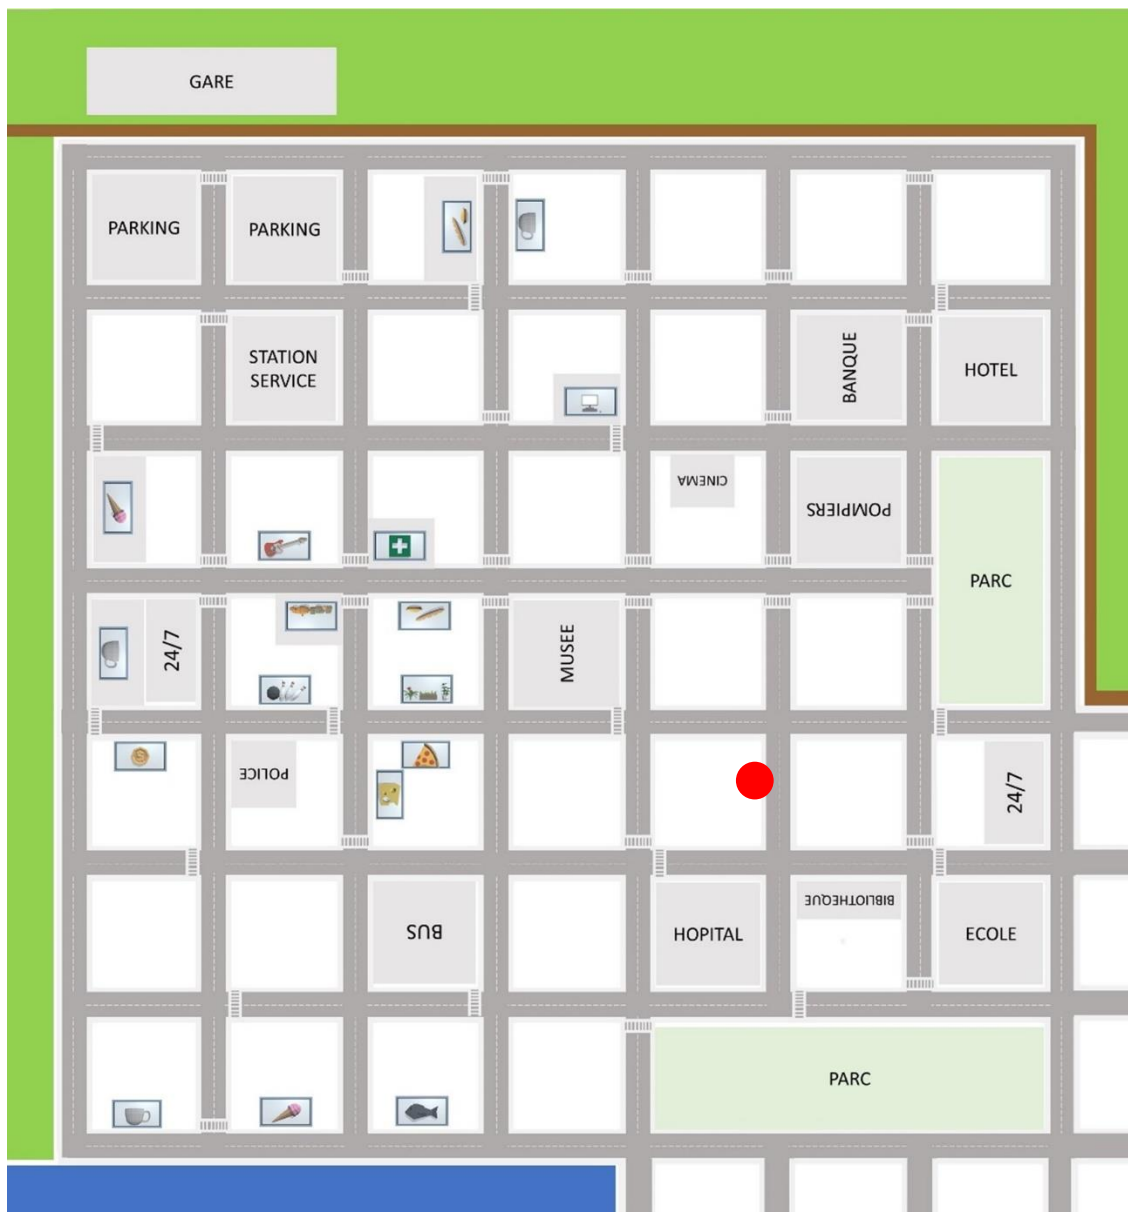 GARE
PARKING
PARKING
STATION
SERVICE
BANQUE
HOTEL
CINEMA
POMPIERS
PARC
24/7
MUSEE
POLICE
24/7
BUS
HOPITAL
BIBLIOTHEQUE
ECOLE
PARC